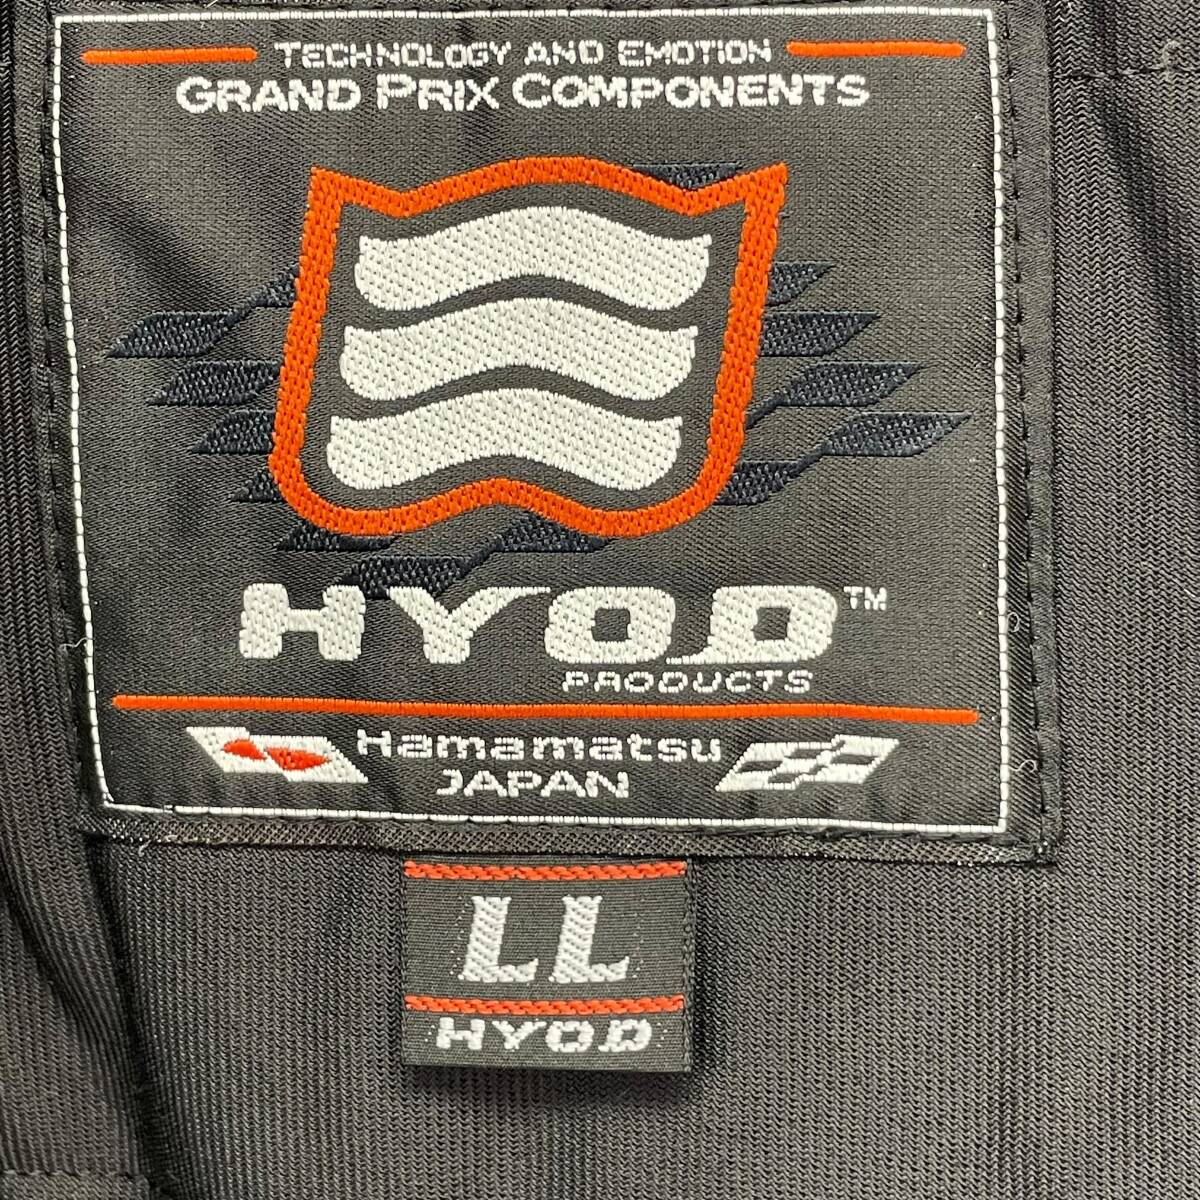 TECHNOLOGY AND EMOTION
GRAND PRIX COMPONENTS
HYOD™
PRODUCTS
Hamamatsu
JAPAN
LL
HYOD